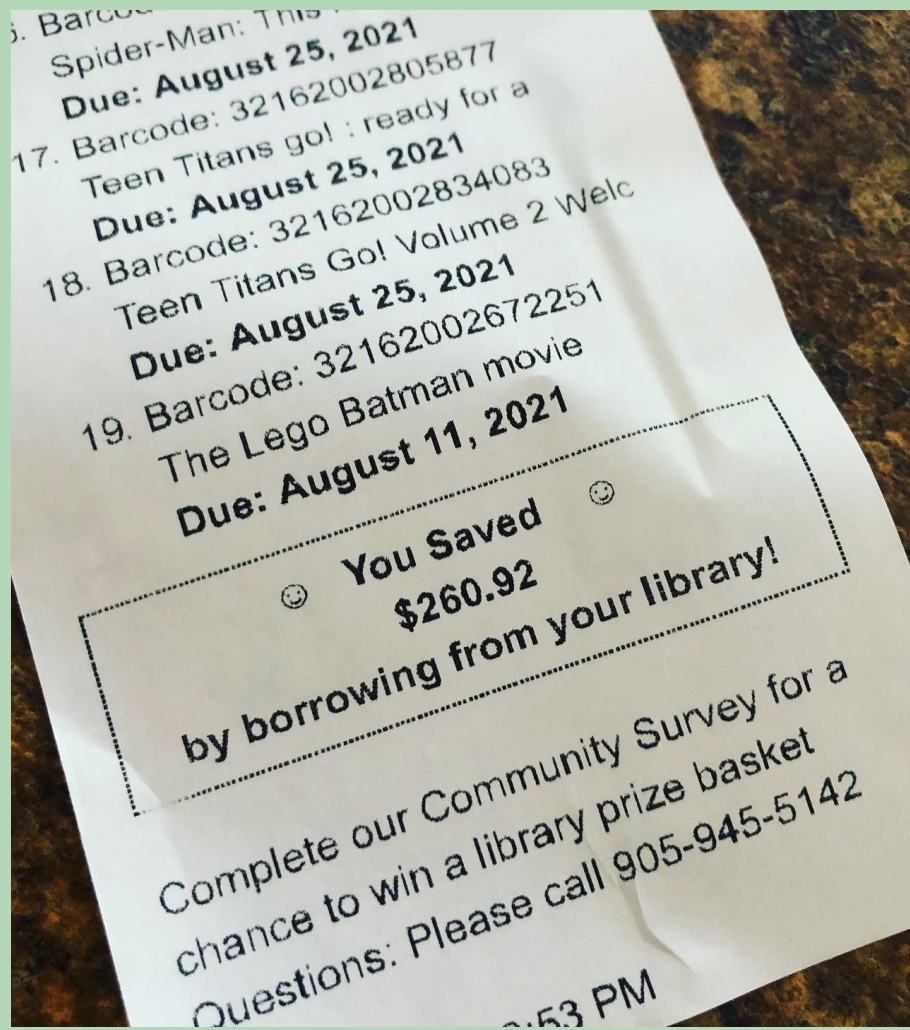 Spider-Man: This
Due: August 25, 2021
17. Barcode: 32162002805877
Teen Titans go! : ready for a
Due: August 25, 2021
18. Barcode: 32162002834083
Teen Titans Go! Volume 2 Welc
Due: August 25, 2021
19. Barcode: 32162002672251
The Lego Batman movie
Due: August 11, 2021
☺ You Saved ☺
$260.92
by borrowing from your library!
Complete our Community Survey for a
chance to win a library prize basket
Questions: Please call 905-945-5142
:53 PM